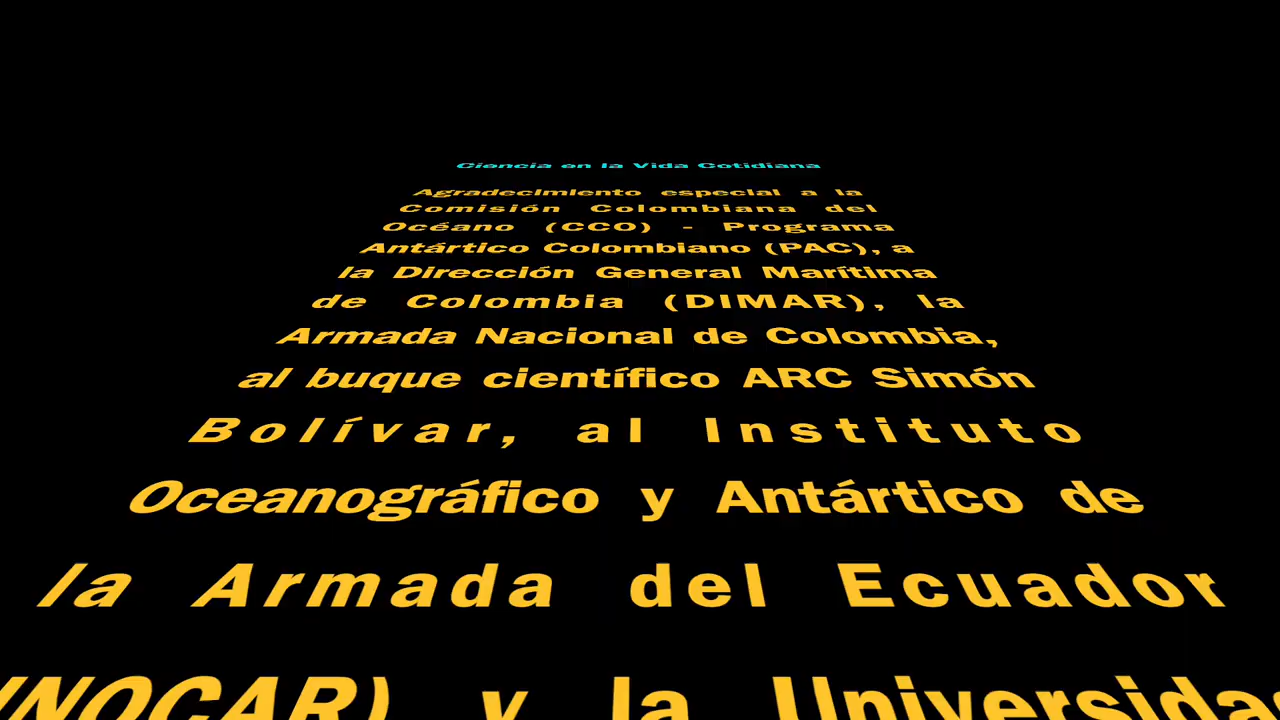 Ciencia en la Vida Cotidiana
Agradecimiento especial a la
Comisión Colombiana del
Océano (CCO) - Programa
Antártico Colombiano (PAC), a
la Dirección General Marítima
de Colombia (DIMAR), la
Armada Nacional de Colombia,
al buque científico ARC Simón
Bolívar, al Instituto
Oceanográfico y Antártico de
la Armada del Ecuador
INOCAR) y la Universidad